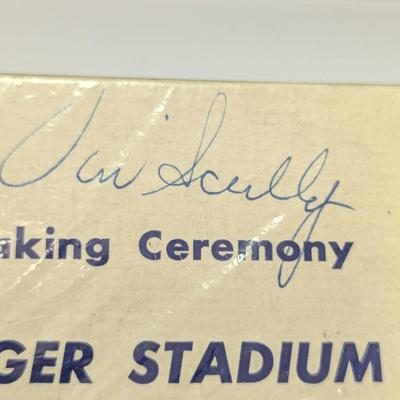 Vin Scully
aking Ceremony
GER STADIUM